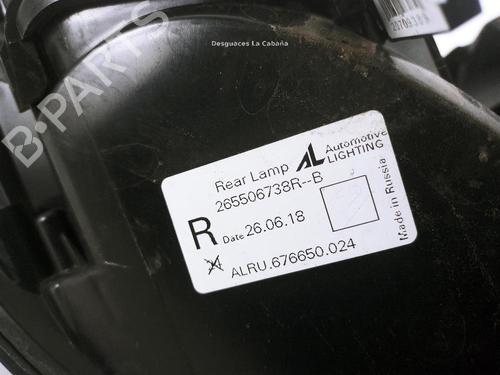 Desguaces La Cabaña
B-PARTS
Rear Lamp AL Automotive LIGHTING
265506738R--B
R Date 26.06.18
ALRU.676650.024
Made in Russia